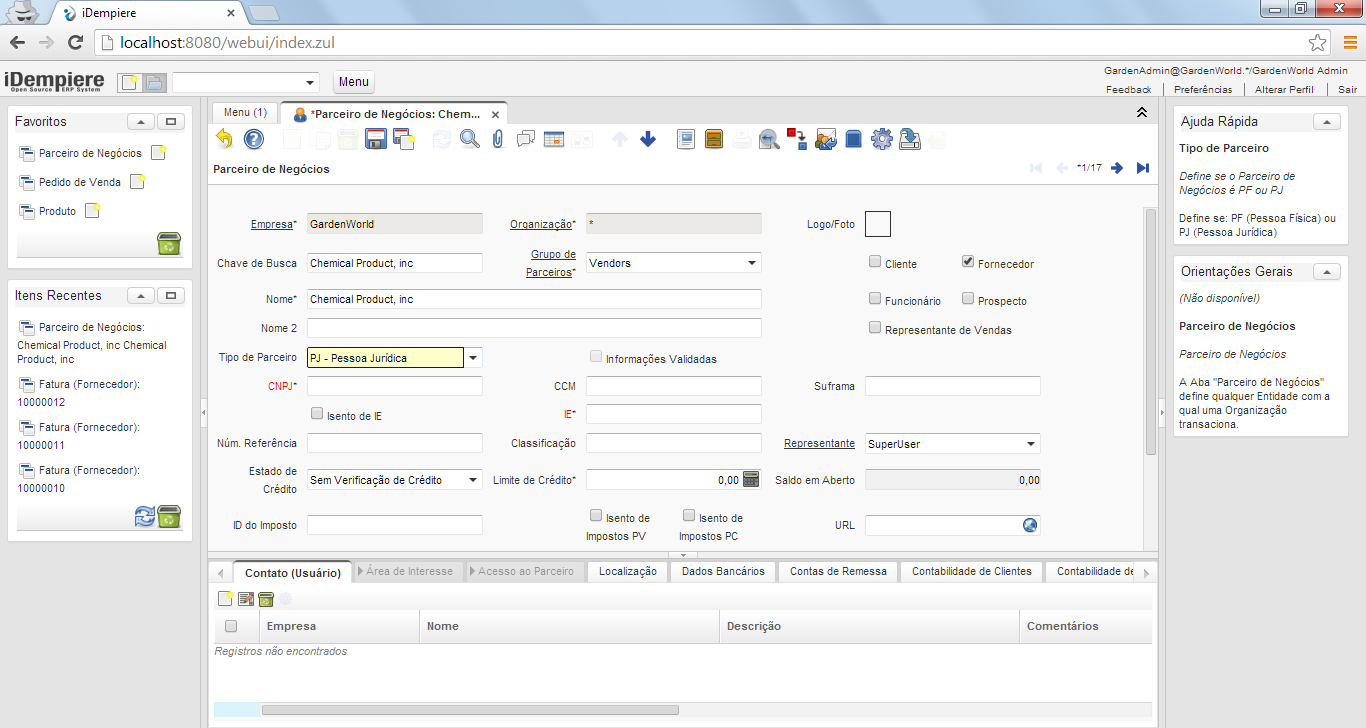 iDempiere
localhost:8080/webui/index.zul
iDempiere
Open Source ERP System
Menu
GardenAdmin@GardenWorld.*/GardenWorld Admin
Feedback
Preferências
Alterar Perfil
Sair
Favoritos
Parceiro de Negócios
Pedido de Venda
Produto
Itens Recentes
Parceiro de Negócios:
Chemical Product, inc Chemical
Product, inc
Fatura (Fornecedor):
10000012
Fatura (Fornecedor):
10000011
Fatura (Fornecedor):
10000010
Menu (1)
*Parceiro de Negócios: Chem...
Parceiro de Negócios
*1/17
Empresa*
GardenWorld
Organização*
*
Logo/Foto
Chave de Busca
Chemical Product, inc
Grupo de
Parceiros*
Vendors
Cliente
Fornecedor
Nome*
Chemical Product, inc
Funcionário
Prospecto
Nome 2
Representante de Vendas
Tipo de Parceiro
PJ - Pessoa Jurídica
Informações Validadas
CNPJ*
CCM
Suframa
Isento de IE
IE*
Núm. Referência
Classificação
Representante
SuperUser
Estado de
Crédito
Sem Verificação de Crédito
Limite de Crédito*
0,00
Saldo em Aberto
0,00
ID do Imposto
Isento de
Impostos PV
Isento de
Impostos PC
URL
Contato (Usuário)
Área de Interesse
Acesso ao Parceiro
Localização
Dados Bancários
Contas de Remessa
Contabilidade de Clientes
Contabilidade de
Empresa
Nome
Descrição
Comentários
Registros não encontrados
Ajuda Rápida
Tipo de Parceiro
Define se o Parceiro de
Negócios é PF ou PJ
Define se: PF (Pessoa Física) ou
PJ (Pessoa Jurídica)
Orientações Gerais
(Não disponível)
Parceiro de Negócios
Parceiro de Negócios
A Aba "Parceiro de Negócios"
define qualquer Entidade com a
qual uma Organização
transaciona.